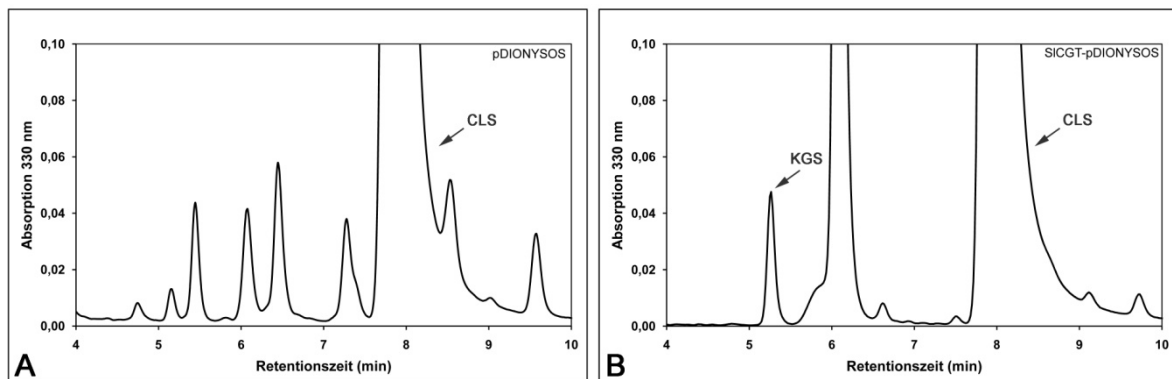 pDIONYSOS
0,10
0,08
0,06
0,04
0,02
0,00
Absorption 330 nm
CLS
4 5 6 7 8 9 10
Retentionszeit (min)
A
SlCGT-pDIONYSOS
0,10
0,08
0,06
0,04
0,02
0,00
Absorption 330 nm
KGS
CLS
4 5 6 7 8 9 10
Retentionszeit (min)
B